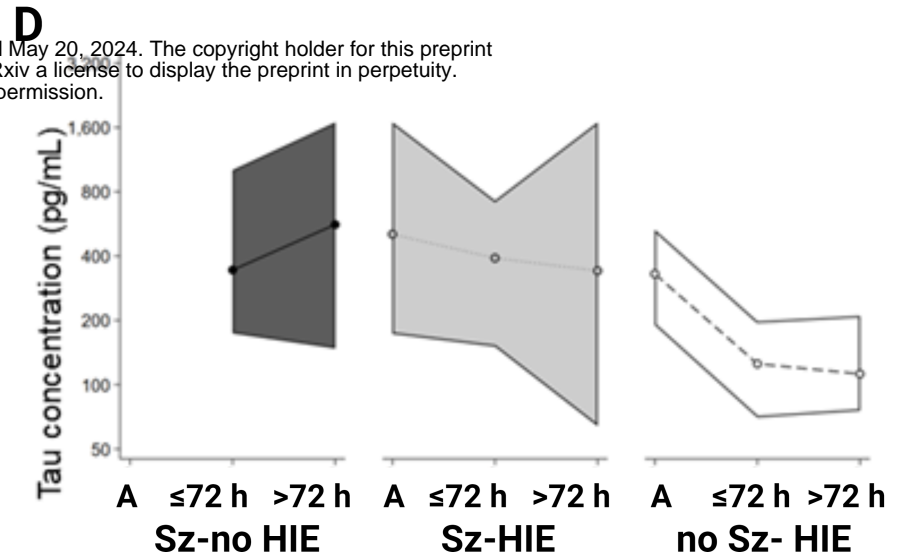 D
May 20, 2024. The copyright holder for this preprint
a license to display the preprint in perpetuity.
permission.
3,200
1,600
800
400
200
100
50
Tau concentration (pg/mL)
A ≤72 h >72 h A ≤72 h >72 h A ≤72 h >72 h
Sz-no HIE Sz-HIE no Sz- HIE